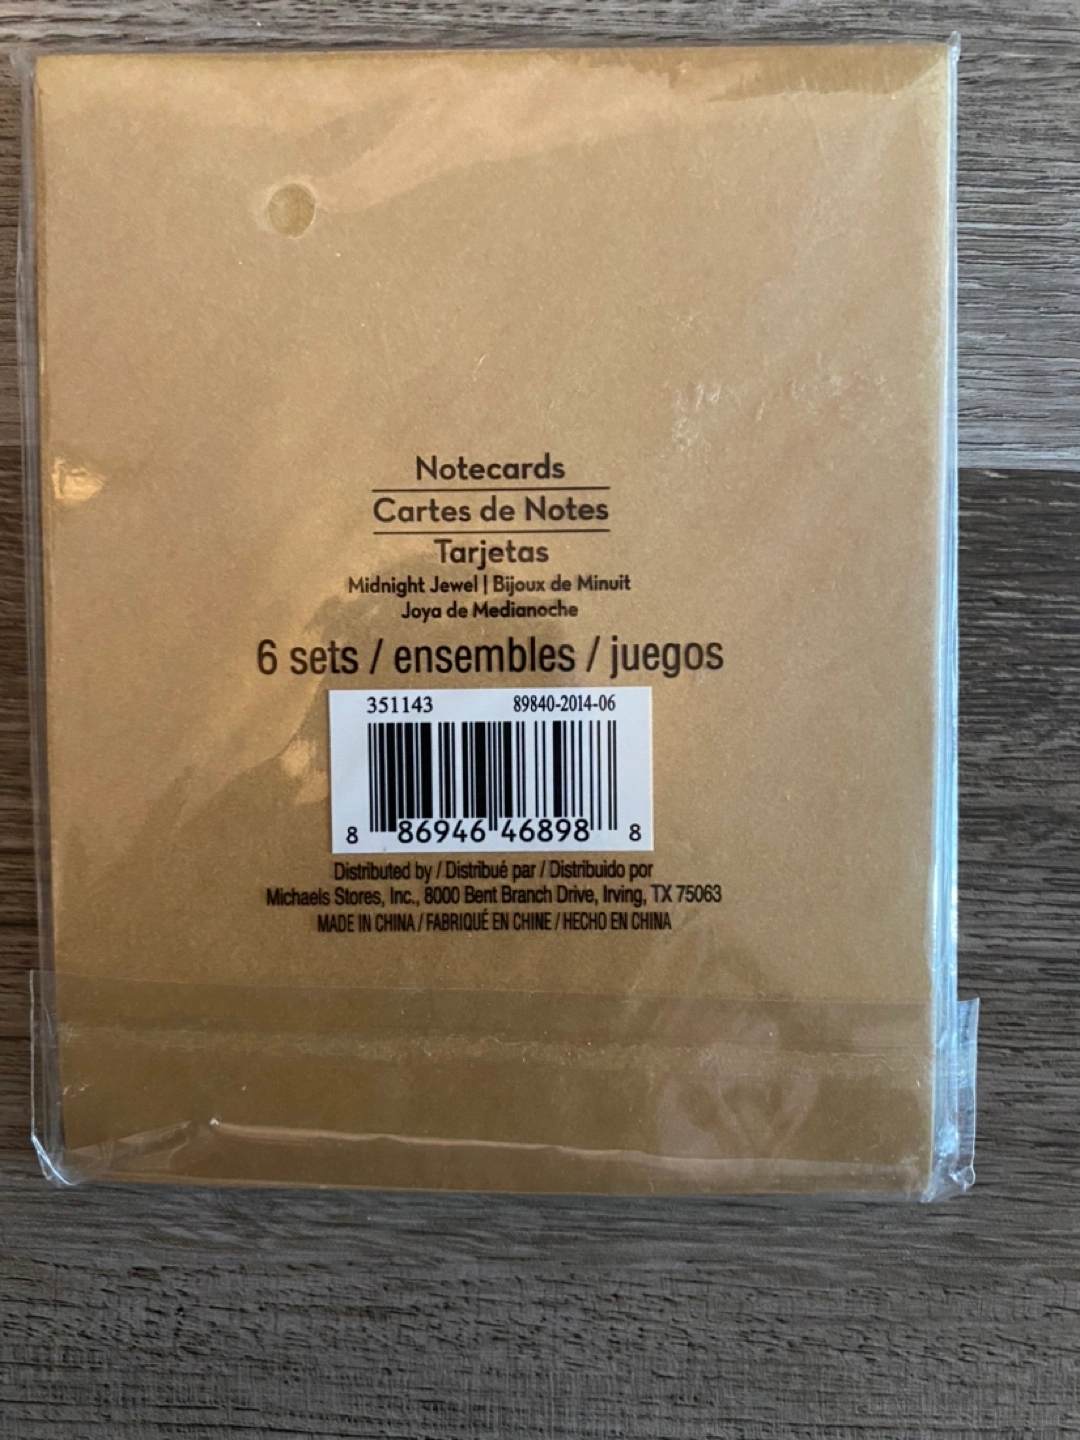 Notecards
Cartes de Notes
Tarjetas
Midnight Jewel | Bijoux de Minuit
Joya de Medianoche
6 sets / ensembles / juegos
351143 89840-2014-06
8 86946 46898 8
Distributed by / Distribué par / Distribuido por
Michaels Stores, Inc., 8000 Bent Branch Drive, Irving, TX 75063
MADE IN CHINA / FABRIQUÉ EN CHINE / HECHO EN CHINA